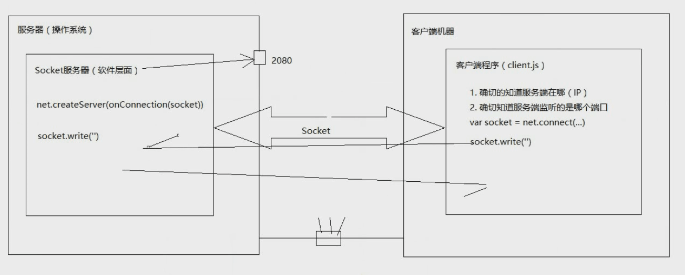 服务器（操作系统）
Socket服务器（软件层面）
2080
net.createServer(onConnection(socket))
socket.write('')
Socket
客户端机器
客户端程序（client.js）
1. 确切的知道服务端在哪（IP）
2. 确切知道服务端监听的是哪个端口
var socket = net.connect(...)
socket.write('')